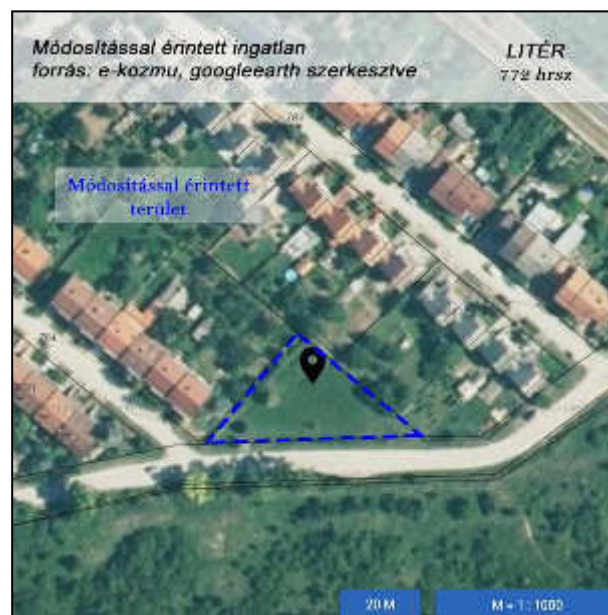 Módosítással érintett ingatlan
forrás: e-kozmu, googleearth szerkesztve
LITÉR
772 hrsz
Módosítással érintett
terület
20 M
M = 1 : 1000